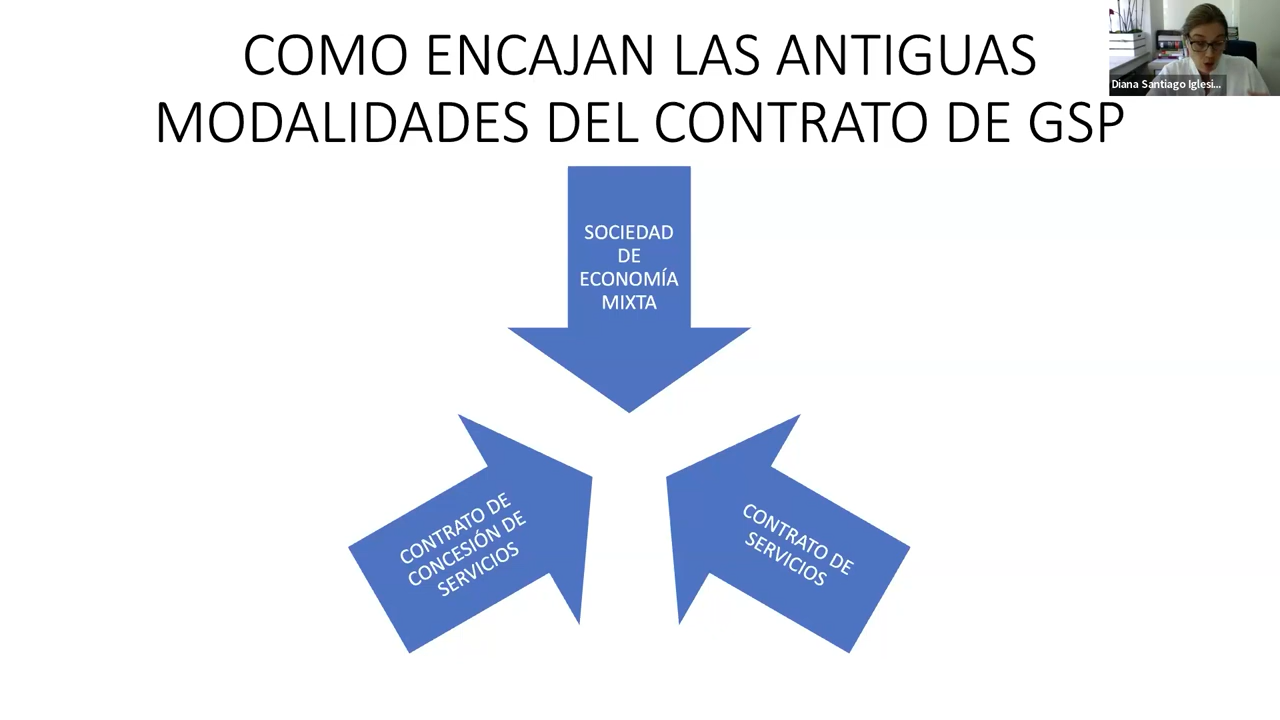 COMO ENCAJAN LAS ANTIGUAS
MODALIDADES DEL CONTRATO DE GSP
Diana Santiago Iglesi...
SOCIEDAD
DE
ECONOMÍA
MIXTA
CONTRATO DE
CONCESIÓN DE
SERVICIOS
CONTRATO DE
SERVICIOS